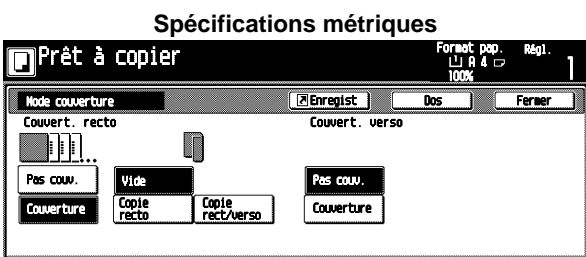 Spécifications métriques
Prêt à copier
Format pap.
A4
100%
Régl.
1
Mode couverture
Enregist
Dos
Fermer
Couvert. recto
Couvert. verso
Pas couv.
Vide
Pas couv.
Couverture
Copie recto
Copie rect/verso
Couverture